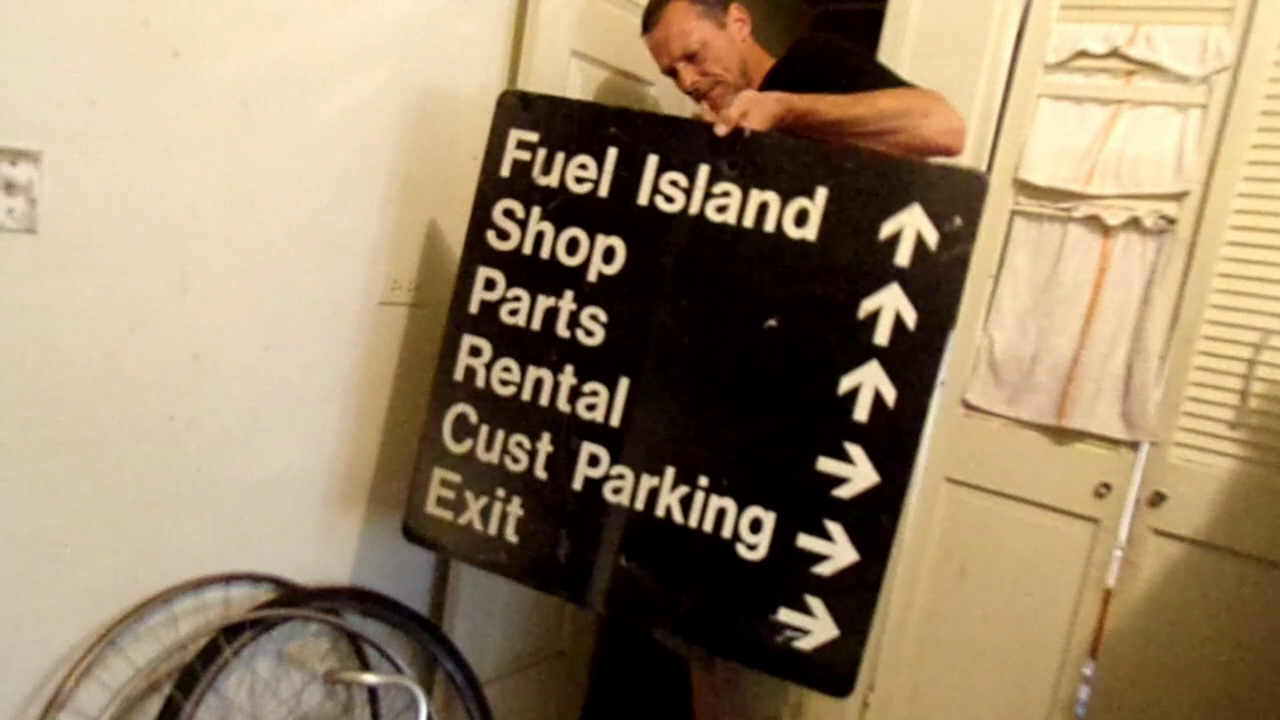 Fuel Island ↑
Shop ↑
Parts ↑
Rental →
Cust Parking →
Exit →